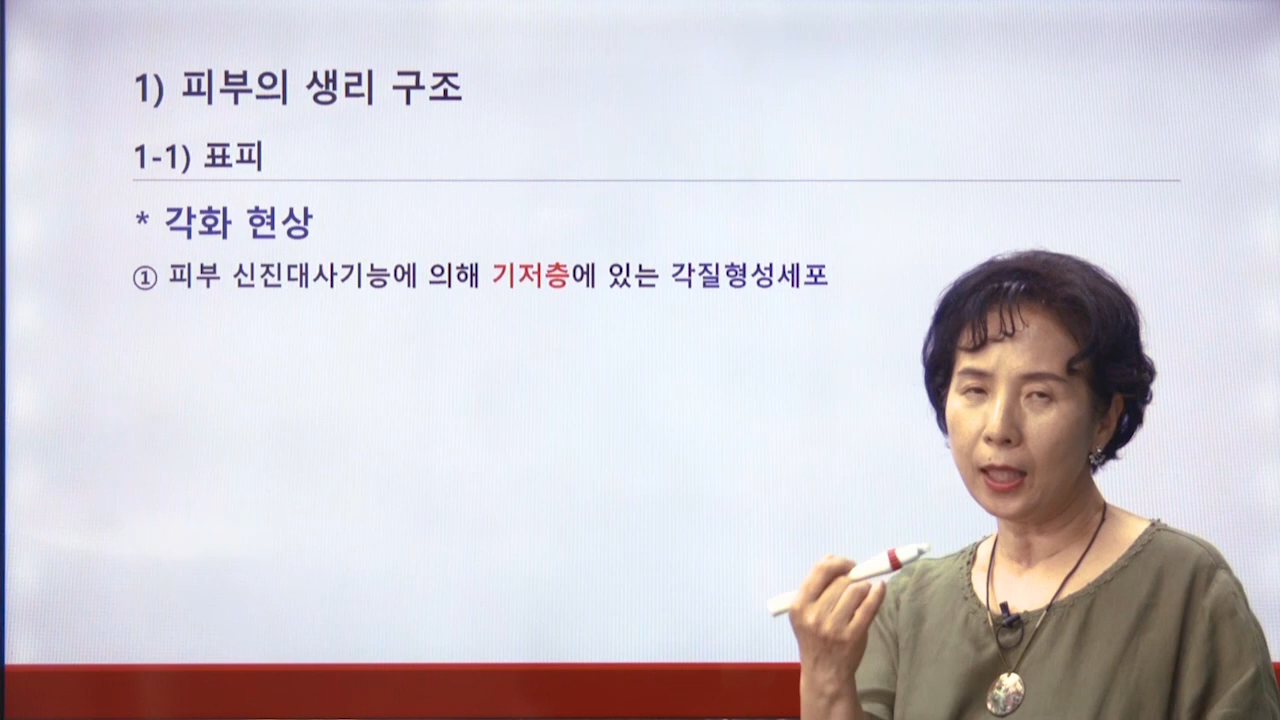 1) 피부의 생리 구조
1-1) 표피
* 각화 현상
① 피부 신진대사기능에 의해 기저층에 있는 각질형성세포